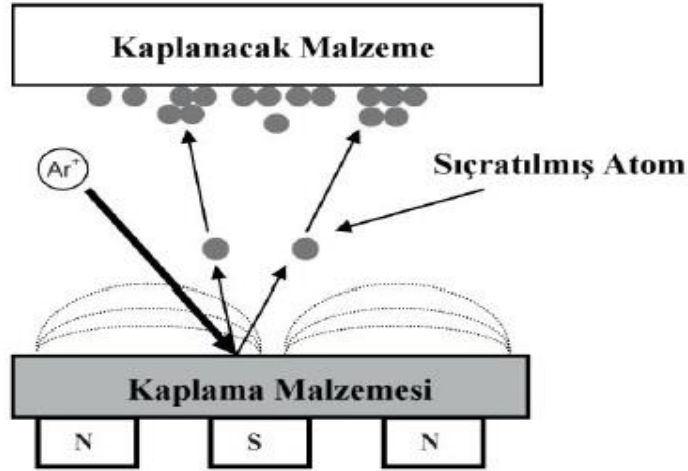 Kaplanacak Malzeme
Ar+
Sıçratılmış Atom
Kaplama Malzemesi
N
S
N